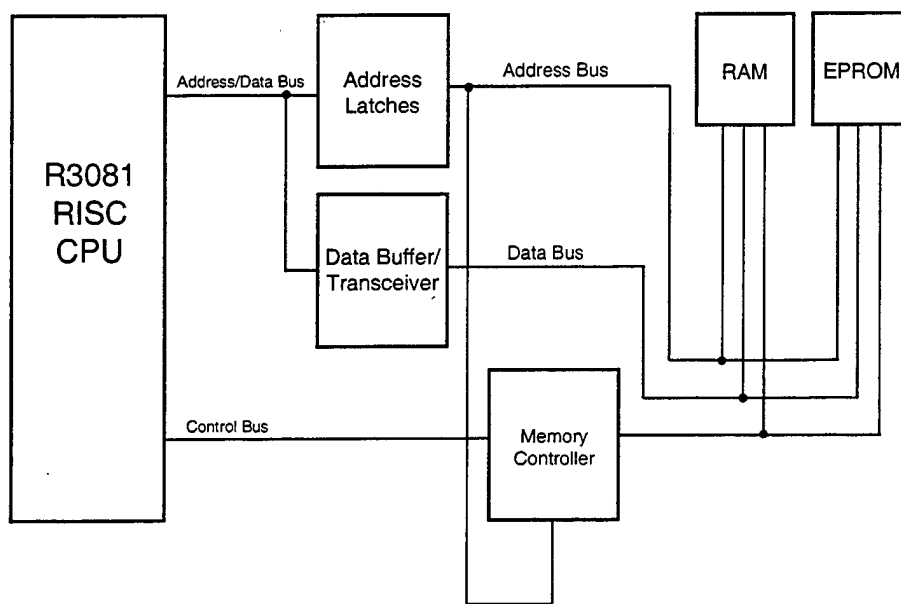 R3081
RISC
CPU
Address/Data Bus
Address
Latches
Address Bus
RAM
EPROM
Data Buffer/
Transceiver
Data Bus
Control Bus
Memory
Controller